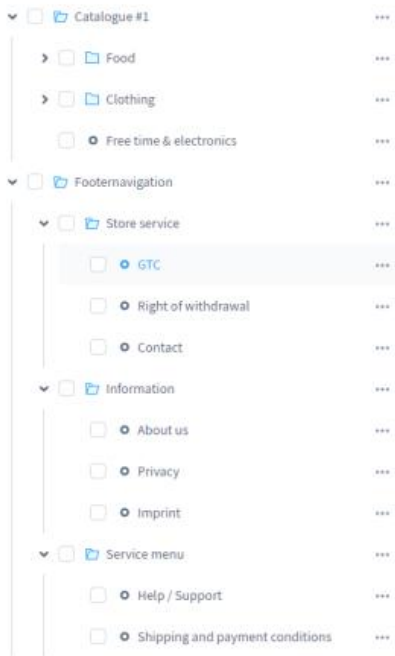 Catalogue #1
Food
Clothing
Free time & electronics
Footernavigation
Store service
GTC
Right of withdrawal
Contact
Information
About us
Privacy
Imprint
Service menu
Help / Support
Shipping and payment conditions